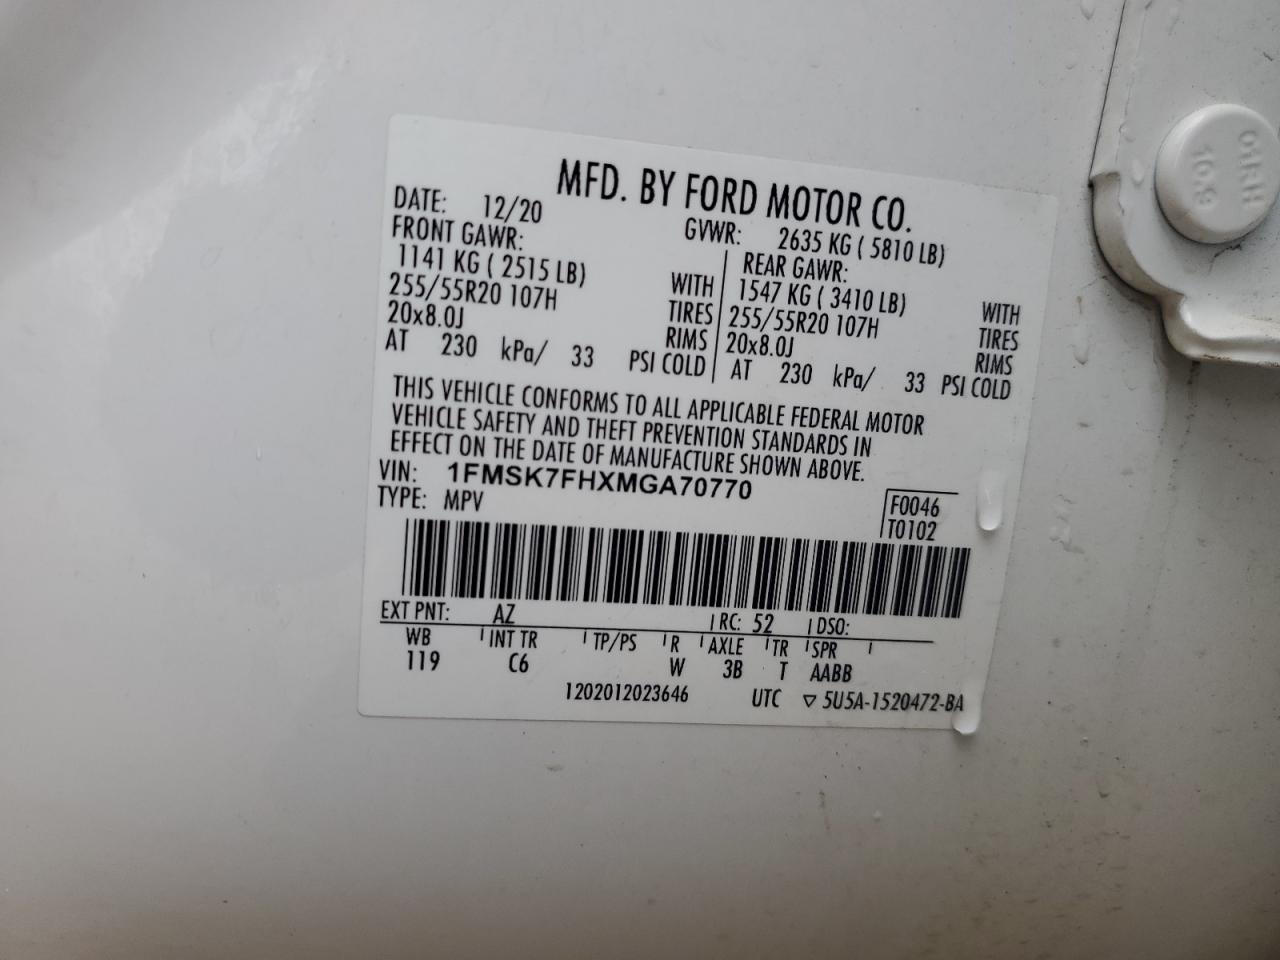 MFD. BY FORD MOTOR CO.
DATE: 12/20 GVWR: 2635 KG ( 5810 LB)
FRONT GAWR: REAR GAWR:
1141 KG ( 2515 LB) WITH 1547 KG ( 3410 LB) WITH
255/55R20 107H TIRES 255/55R20 107H TIRES
20x8.0J RIMS 20x8.0J RIMS
AT 230 kPa/ 33 PSI COLD AT 230 kPa/ 33 PSI COLD
THIS VEHICLE CONFORMS TO ALL APPLICABLE FEDERAL MOTOR
VEHICLE SAFETY AND THEFT PREVENTION STANDARDS IN
EFFECT ON THE DATE OF MANUFACTURE SHOWN ABOVE.
VIN: 1FMSK7FHXMGA70770
TYPE: MPV
F0046
T0102
EXT PNT: AZ RC: 52 DSO:
WB INT TR TP/PS R AXLE TR SPR
119 C6 W 3B T AABB
1202012023646 UTC ▽ 5U5A-1520472-BA
10.9